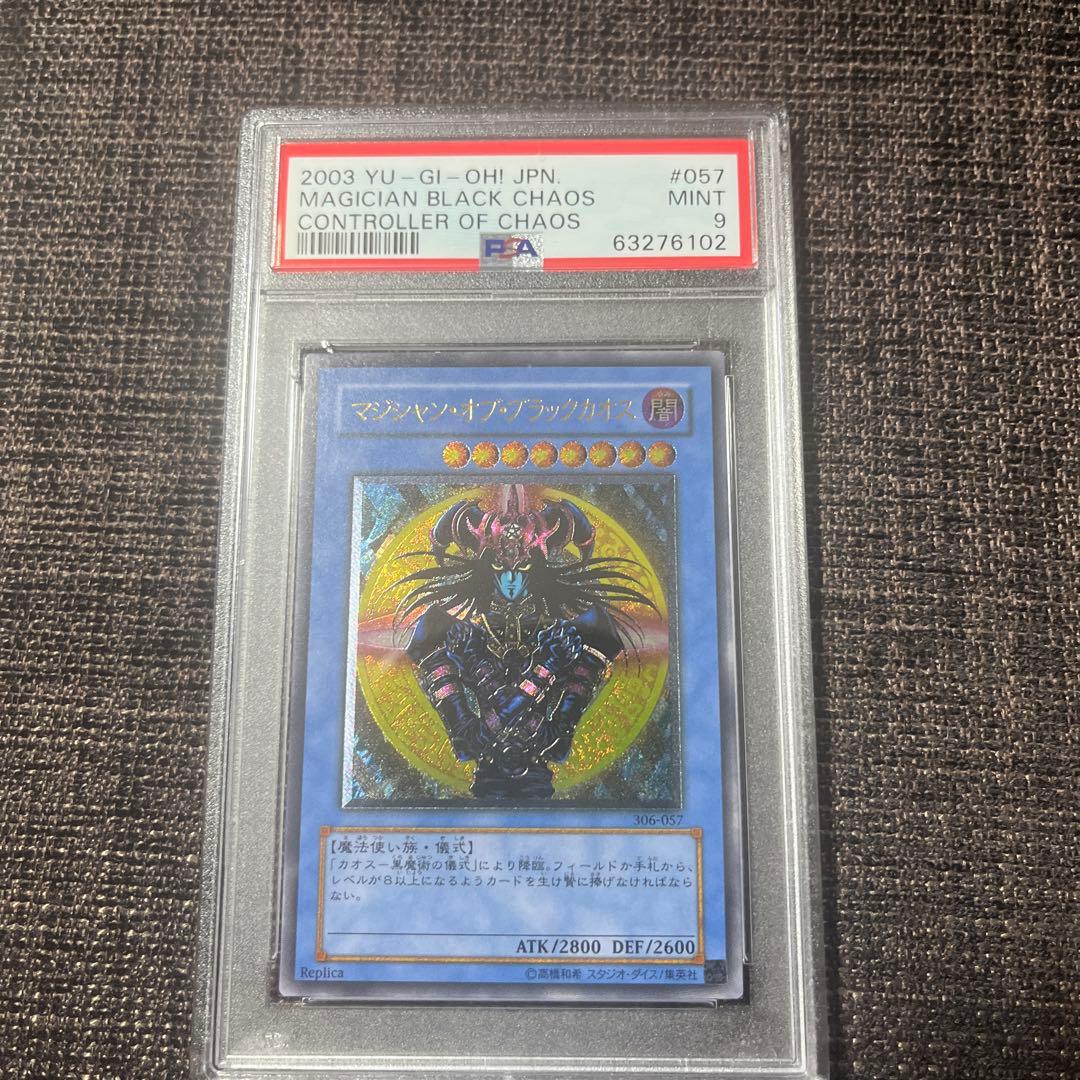 2003 YU-GI-OH! JPN. #057
MAGICIAN BLACK CHAOS MINT
CONTROLLER OF CHAOS 9
PSA 63276102
マジシャン・オブ・ブラックカオス 闇
306-057
【魔法使い族・儀式】
「カオス－黒魔術の儀式」により降臨。フィールドか手札から、
レベルが8以上になるようカードを生け贄に捧げなければなら
ない。
ATK/2800 DEF/2600
Replica ©高橋和希 スタジオ・ダイス/集英社